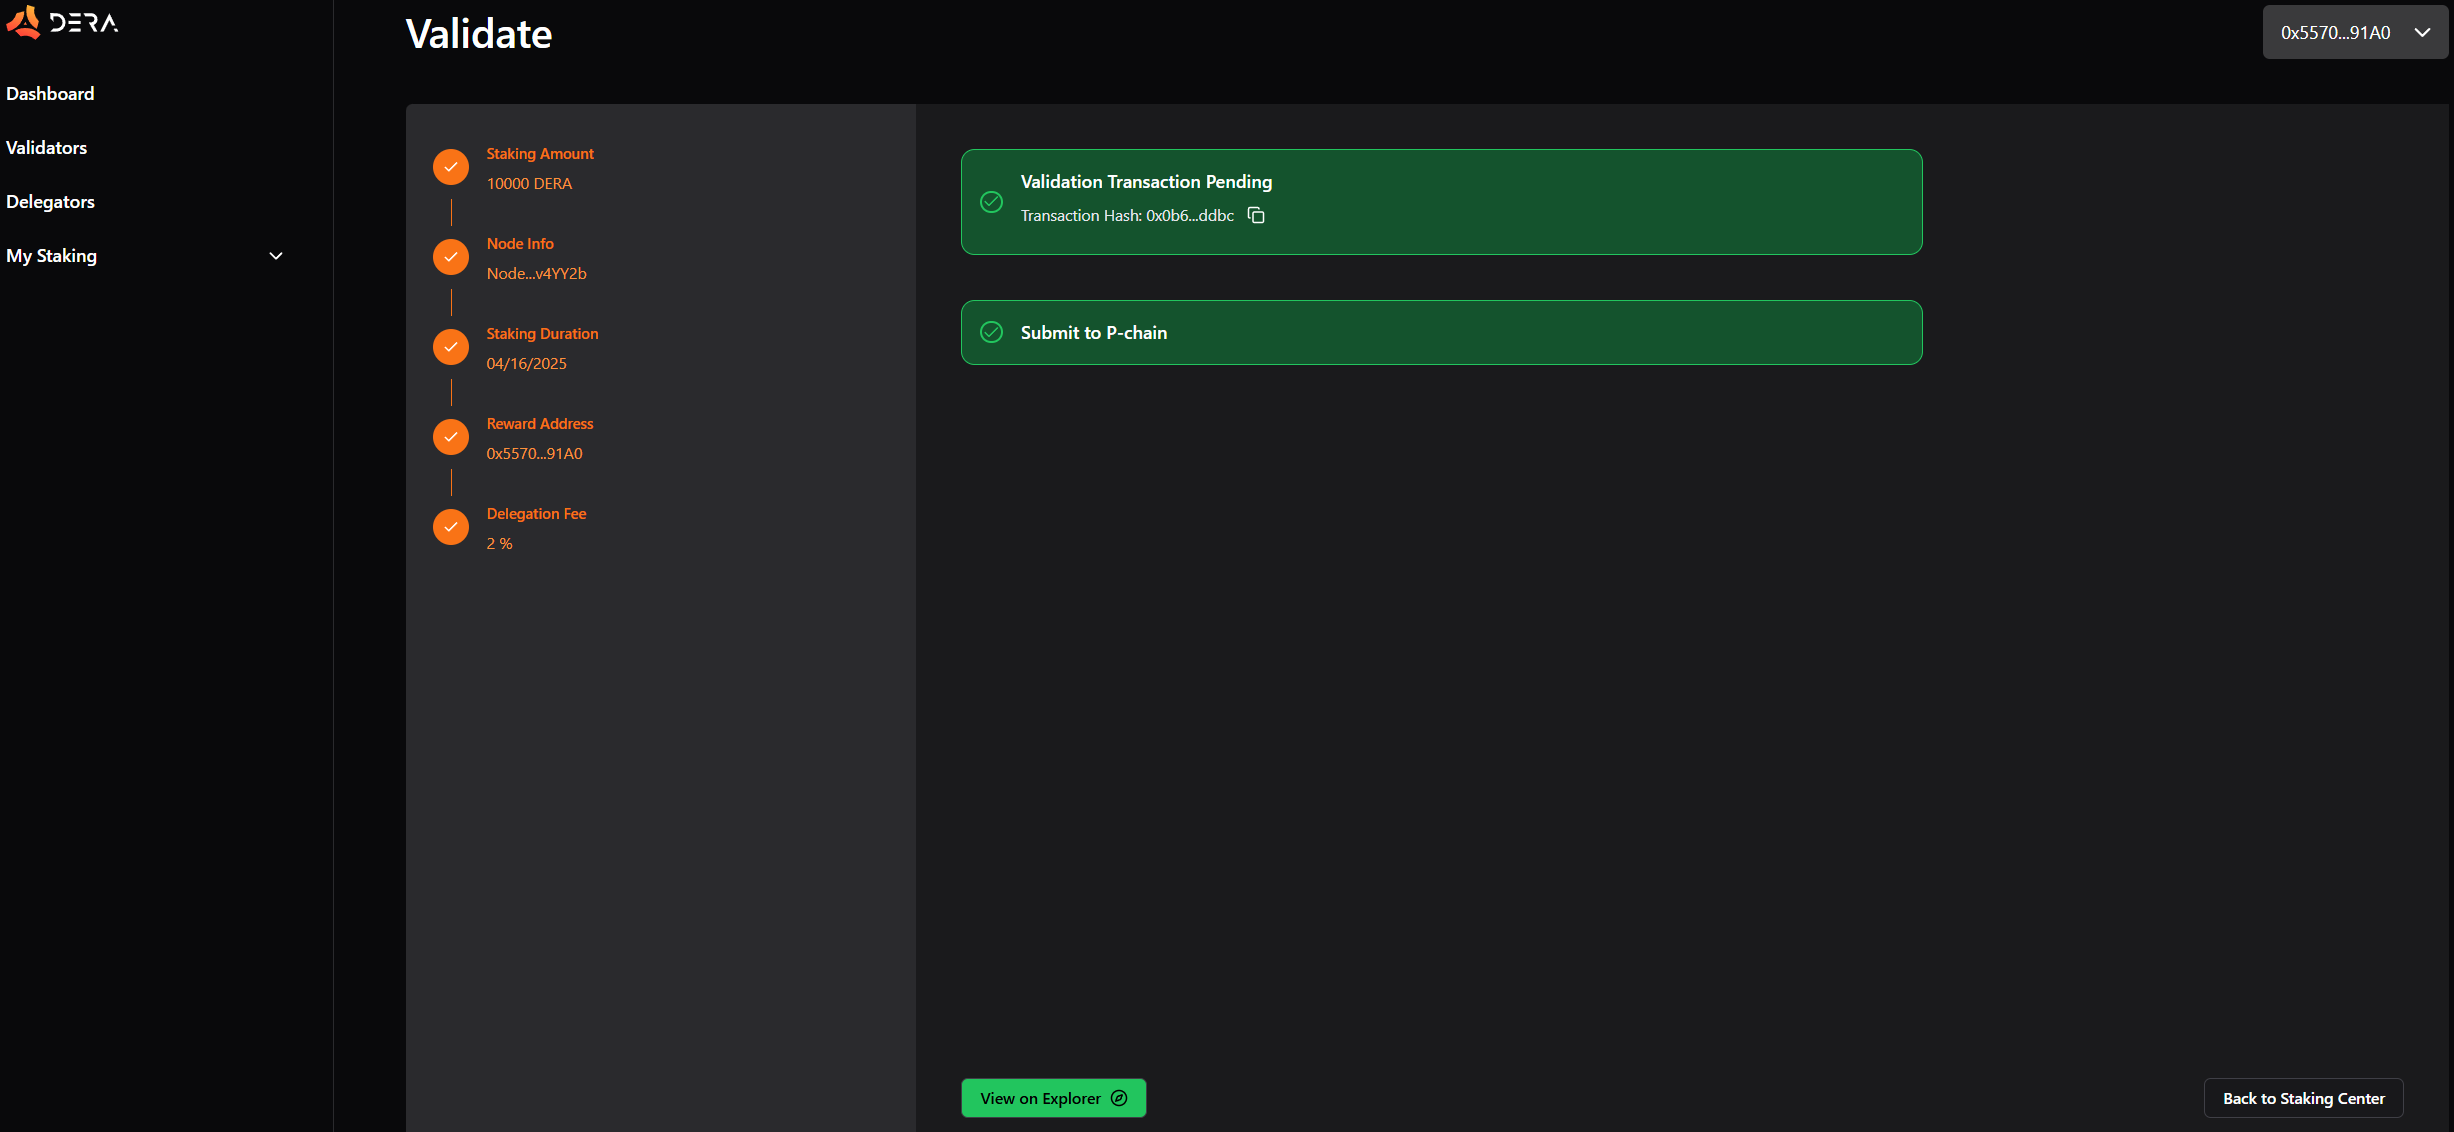 DERA
Validate
0x5570...91A0
Dashboard
Validators
Delegators
My Staking
Staking Amount
10000 DERA
Node Info
Node...v4YY2b
Staking Duration
04/16/2025
Reward Address
0x5570...91A0
Delegation Fee
2 %
Validation Transaction Pending
Transaction Hash: 0x0b6...ddbc
Submit to P-chain
View on Explorer
Back to Staking Center